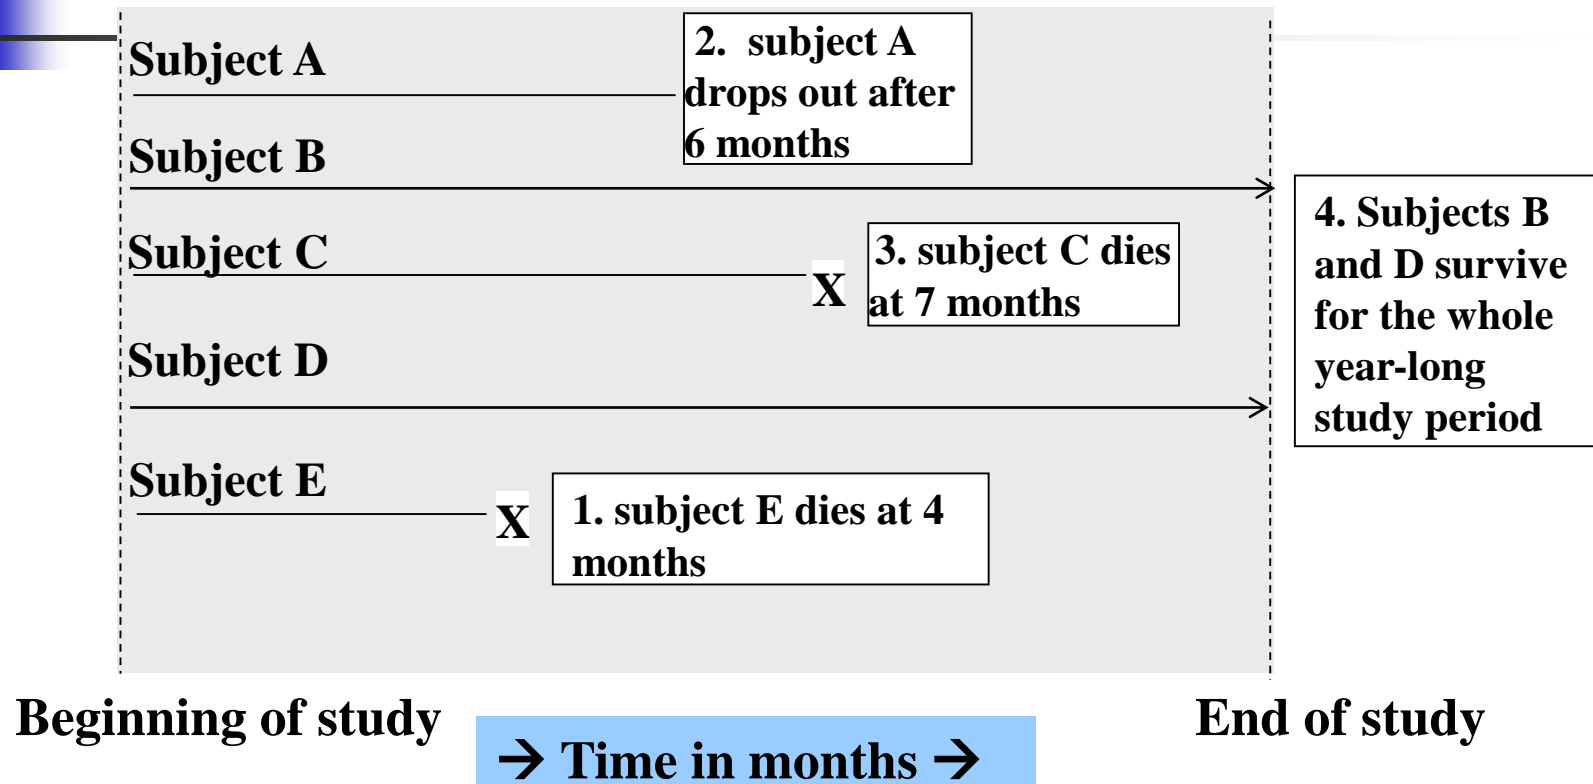 Subject A
2. subject A
drops out after
6 months
Subject B
4. Subjects B
and D survive
for the whole
year-long
study period
Subject C
X
3. subject C dies
at 7 months
Subject D
Subject E
X
1. subject E dies at 4
months
Beginning of study
→ Time in months →
End of study